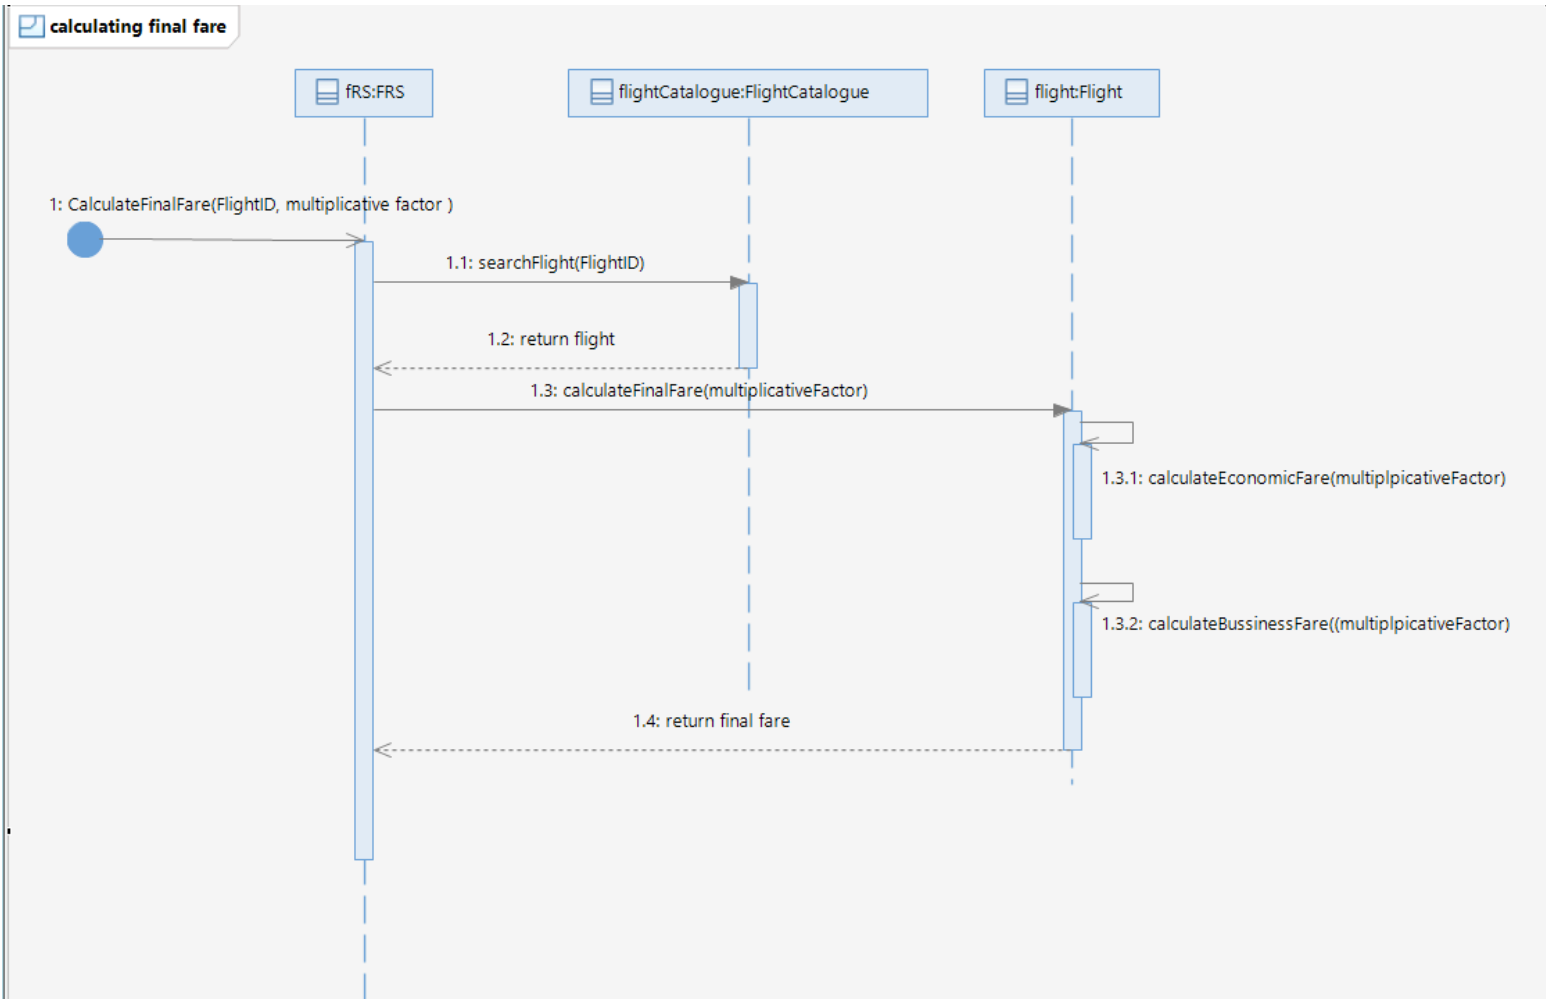 calculating final fare
fRS:FRS
flightCatalogue:FlightCatalogue
flight:Flight
1: CalculateFinalFare(FlightID, multiplicative factor )
1.1: searchFlight(FlightID)
1.2: return flight
1.3: calculateFinalFare(multiplicativeFactor)
1.3.1: calculateEconomicFare(multiplpicativeFactor)
1.3.2: calculateBussinessFare((multiplpicativeFactor)
1.4: return final fare